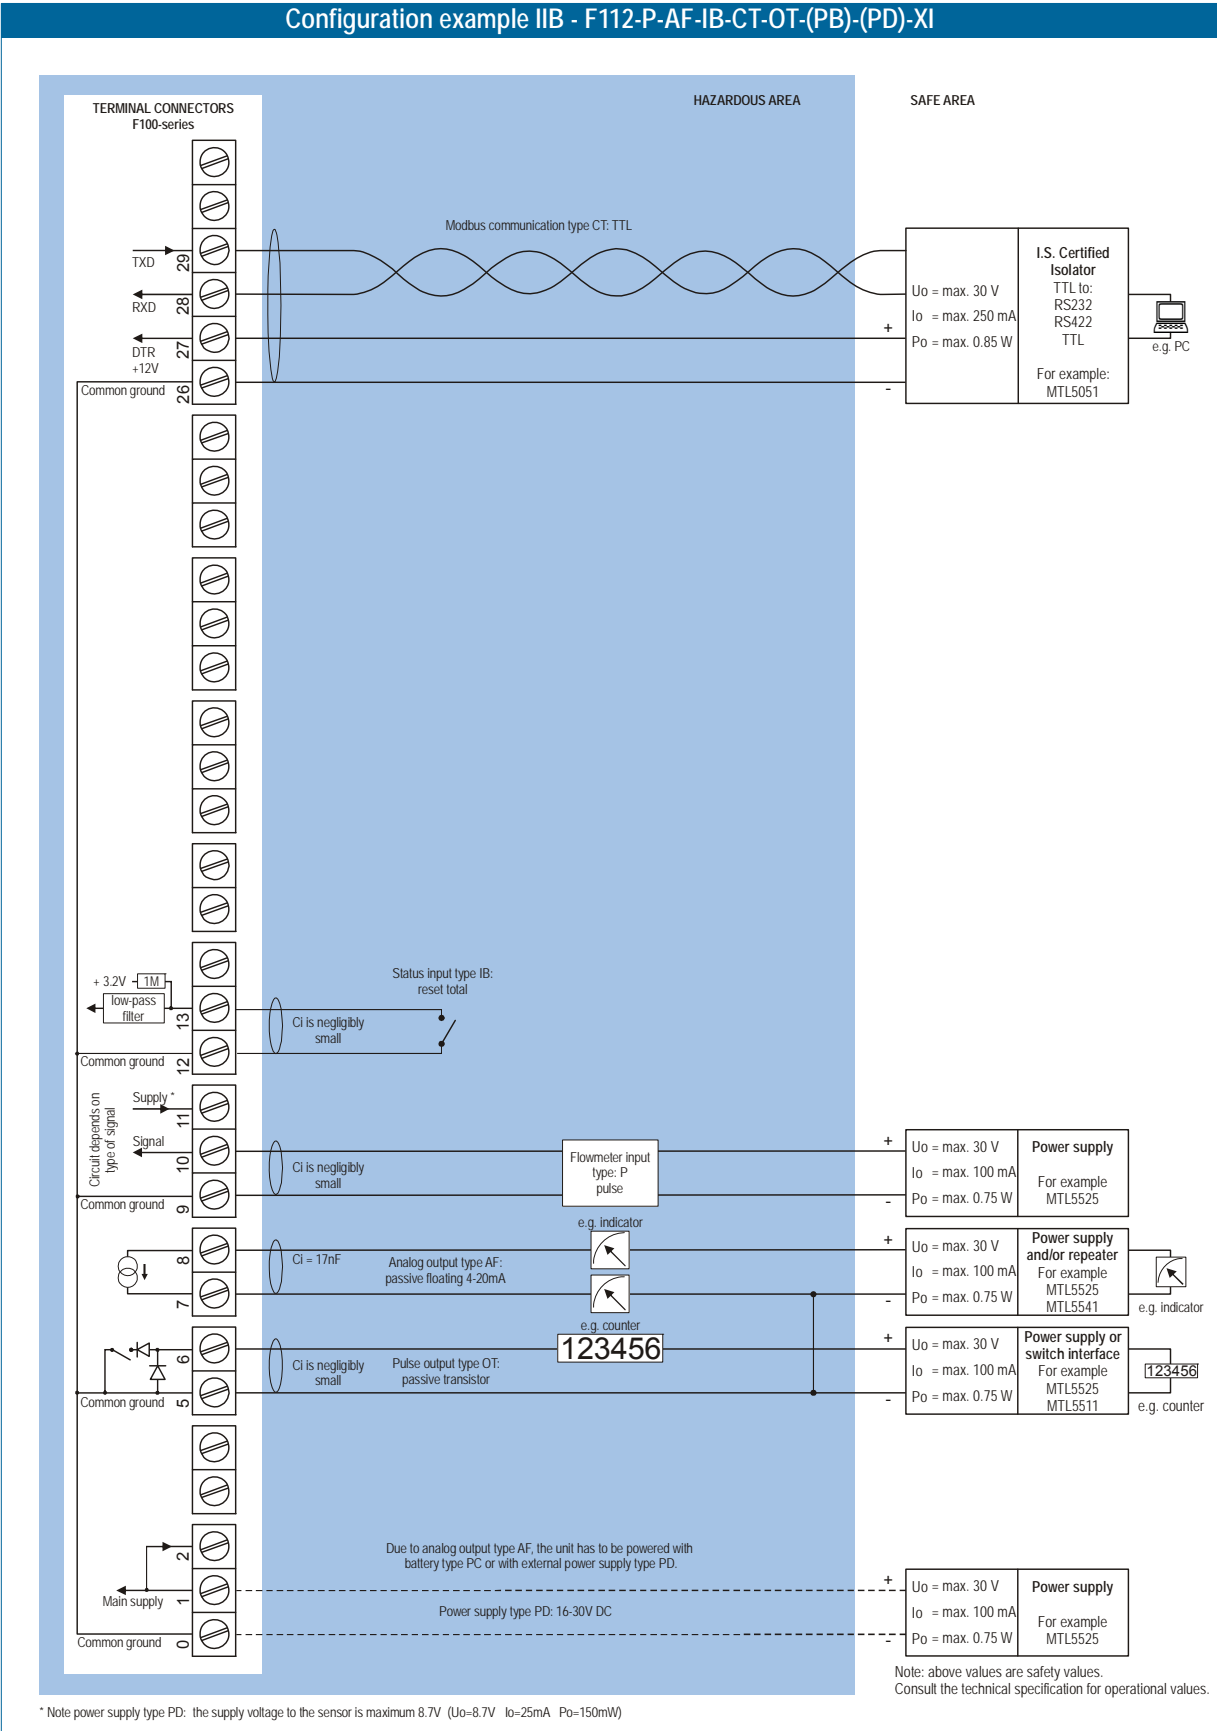 Configuration example IIB - F112-P-AF-IB-CT-OT-(PB)-(PD)-XI
TERMINAL CONNECTORS
F100-series
HAZARDOUS AREA
SAFE AREA
Modbus communication type CT: TTL
TXD
29
RXD
28
DTR
+12V
27
Common ground
26
+
-
Uo = max. 30 V
Io = max. 250 mA
Po = max. 0.85 W
I.S. Certified
Isolator
TTL to:
RS232
RS422
TTL
For example:
MTL5051
e.g. PC
+ 3.2V
1M
low-pass
filter
13
Common ground
12
Ci is negligibly
small
Status input type IB:
reset total
Circuit depends on
type of signal
Supply *
11
Signal
10
Common ground
9
Ci is negligibly
small
Flowmeter input
type: P
pulse
+
-
Uo = max. 30 V
Io = max. 100 mA
Po = max. 0.75 W
Power supply
For example
MTL5525
8
7
Ci = 17nF
Analog output type AF:
passive floating 4-20mA
e.g. indicator
+
-
Uo = max. 30 V
Io = max. 100 mA
Po = max. 0.75 W
Power supply
and/or repeater
For example
MTL5525
MTL5541
e.g. indicator
6
Common ground
5
Ci is negligibly
small
Pulse output type OT:
passive transistor
e.g. counter
123456
+
-
Uo = max. 30 V
Io = max. 100 mA
Po = max. 0.75 W
Power supply or
switch interface
For example
MTL5525
MTL5511
123456
e.g. counter
2
Main supply
1
Common ground
0
Due to analog output type AF, the unit has to be powered with
battery type PC or with external power supply type PD.
Power supply type PD: 16-30V DC
+
-
Uo = max. 30 V
Io = max. 100 mA
Po = max. 0.75 W
Power supply
For example
MTL5525
Note: above values are safety values.
Consult the technical specification for operational values.
* Note power supply type PD: the supply voltage to the sensor is maximum 8.7V (Uo=8.7V Io=25mA Po=150mW)